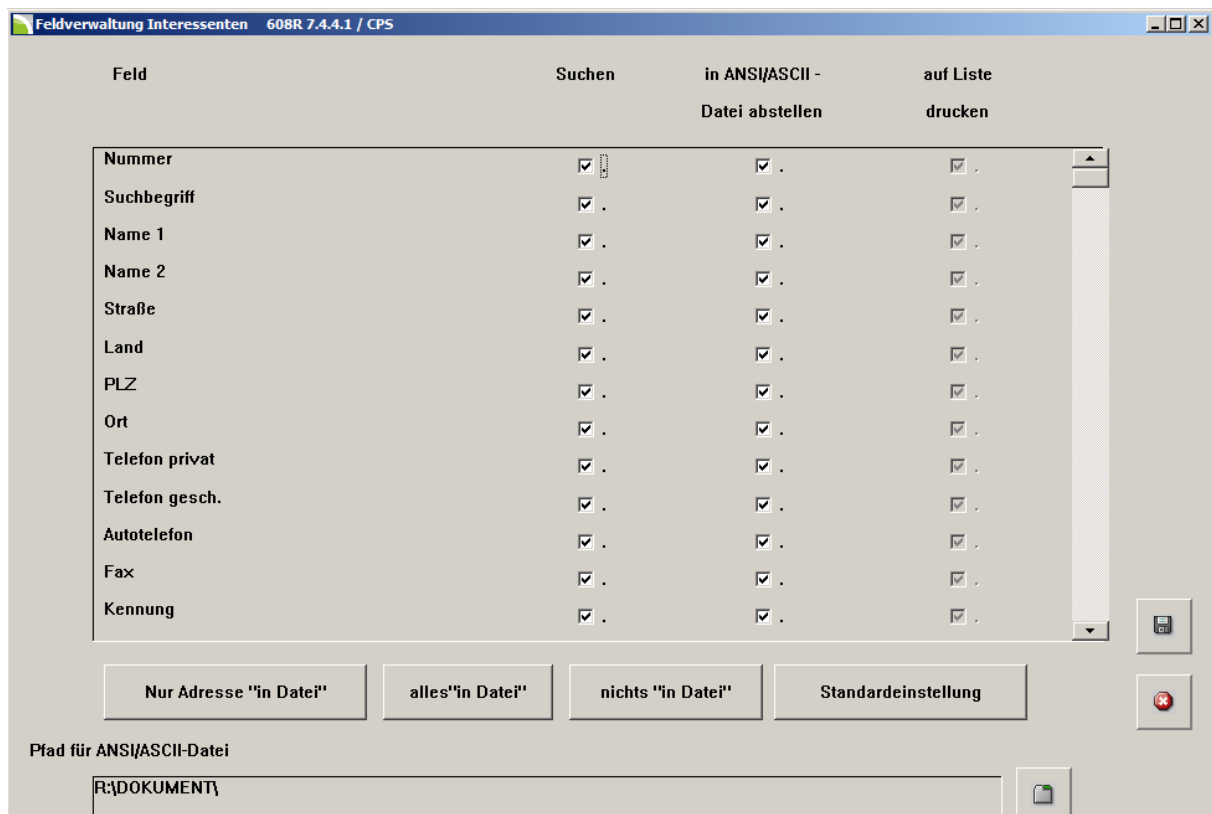 Feldverwaltung Interessenten 608R 7.4.4.1 / CPS
Feld Suchen in ANSI/ASCII - auf Liste
Datei abstellen drucken
Nummer . . .
Suchbegriff . . .
Name 1 . . .
Name 2 . . .
Straße . . .
Land . . .
PLZ . . .
Ort . . .
Telefon privat . . .
Telefon gesch. . . .
Autotelefon . . .
Fax . . .
Kennung . . .
Nur Adresse "in Datei" alles"in Datei" nichts "in Datei" Standardeinstellung
Pfad für ANSI/ASCII-Datei
R:\DOKUMENT\